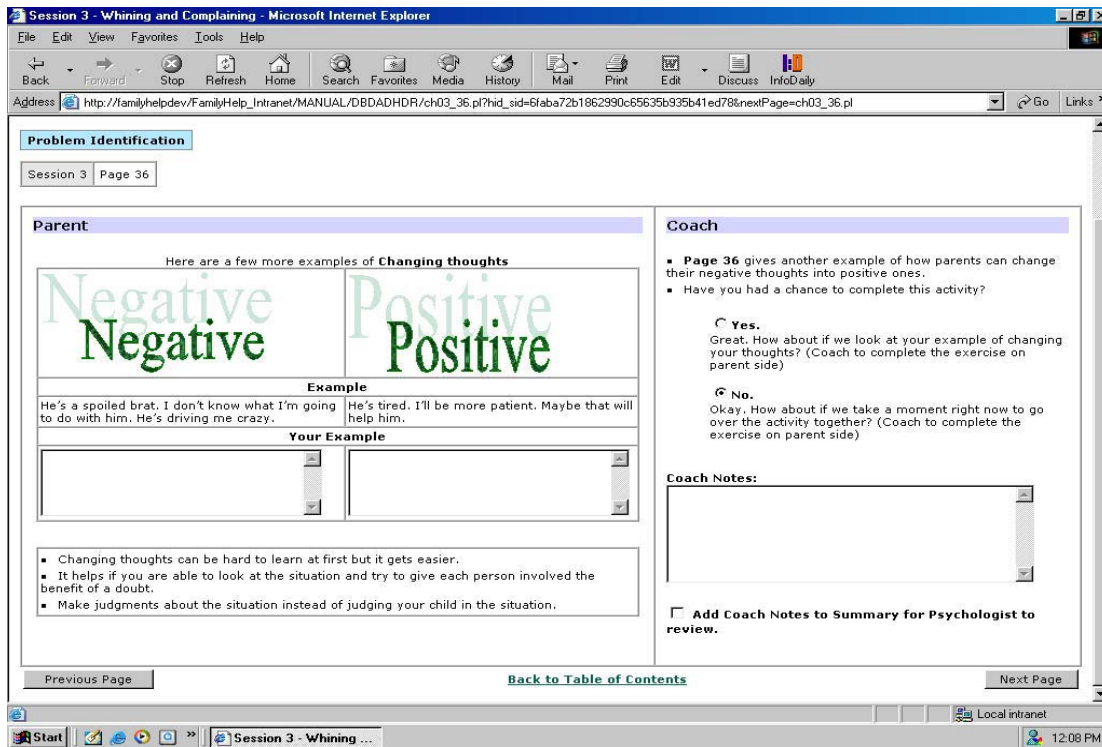 Session 3 - Whining and Complaining - Microsoft Internet Explorer
File Edit View Favorites Tools Help
Back Forward Stop Refresh Home Search Favorites Media History Mail Print Edit Discuss InfoDaily
Address http://familyhelpdev/FamilyHelp_Intranet/MANUAL/DBDADHDR/ch03_36.pl?hid_sid=6faba72b1862990c65635b935b41ed78&nextPage=ch03_36.pl Go Links »
Problem Identification
Session 3 Page 36
Parent
Here are a few more examples of Changing thoughts
Negative Positive
Negative Positive
Example
He's a spoiled brat. I don't know what I'm going
to do with him. He's driving me crazy.
He's tired. I'll be more patient. Maybe that will
help him.
Your Example
▪ Changing thoughts can be hard to learn at first but it gets easier.
▪ It helps if you are able to look at the situation and try to give each person involved the
benefit of a doubt.
▪ Make judgments about the situation instead of judging your child in the situation.
Coach
▪ Page 36 gives another example of how parents can change
their negative thoughts into positive ones.
▪ Have you had a chance to complete this activity?
Yes.
Great. How about if we look at your example of changing
your thoughts? (Coach to complete the exercise on
parent side)
No.
Okay. How about if we take a moment right now to go
over the activity together? (Coach to complete the
exercise on parent side)
Coach Notes:
Add Coach Notes to Summary for Psychologist to
review.
Previous Page Back to Table of Contents Next Page
Local intranet
Start » Session 3 - Whining ... 12:08 PM